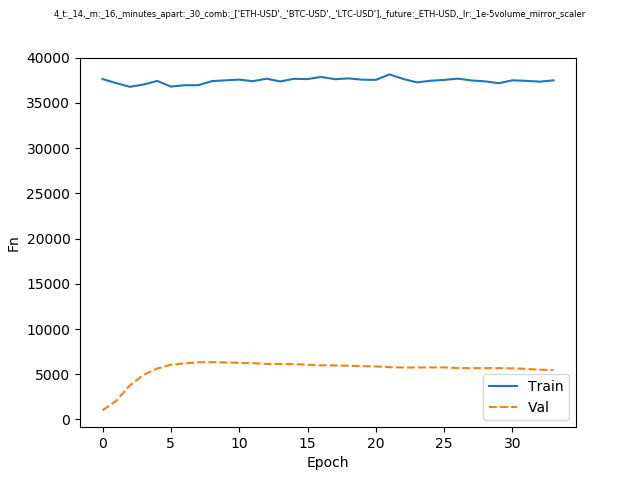 4_t:_14,_m:_16,_minutes_apart:_30_comb:_['ETH-USD',_'BTC-USD',_'LTC-USD'],_future:_ETH-USD,_lr:_1e-5volume_mirror_scaler
40000
35000
30000
25000
20000
15000
10000
5000
0
Fn
Train
Val
0 5 10 15 20 25 30
Epoch